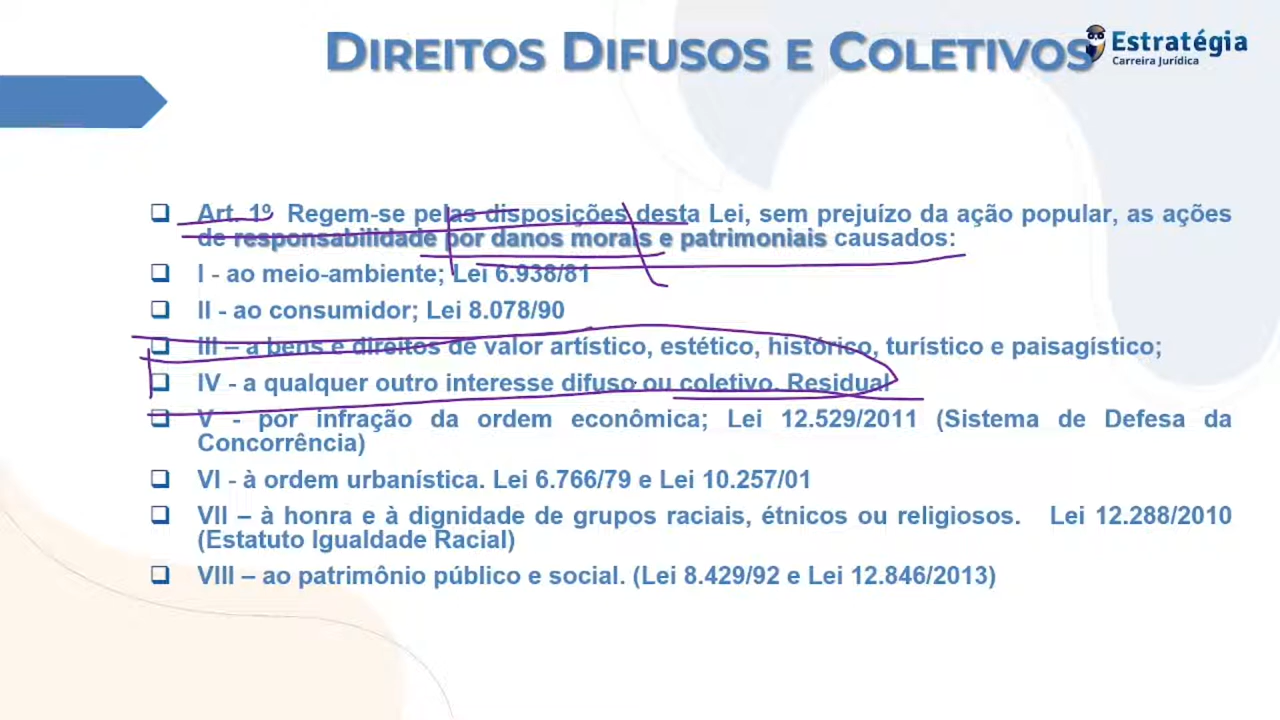 DIREITOS DIFUSOS E COLETIVOS
Estratégia
Carreira Jurídica
Art. 1º Regem-se pelas disposições desta Lei, sem prejuízo da ação popular, as ações
de responsabilidade por danos morais e patrimoniais causados:
I - ao meio-ambiente; Lei 6.938/81
II - ao consumidor; Lei 8.078/90
III – a bens e direitos de valor artístico, estético, histórico, turístico e paisagístico;
IV - a qualquer outro interesse difuso ou coletivo. Residual
V - por infração da ordem econômica; Lei 12.529/2011 (Sistema de Defesa da
Concorrência)
VI - à ordem urbanística. Lei 6.766/79 e Lei 10.257/01
VII – à honra e à dignidade de grupos raciais, étnicos ou religiosos. Lei 12.288/2010
(Estatuto Igualdade Racial)
VIII – ao patrimônio público e social. (Lei 8.429/92 e Lei 12.846/2013)